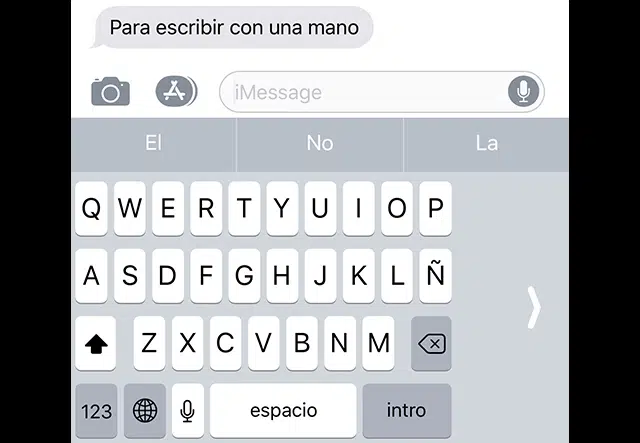 Para escribir con una mano
iMessage
El No La
Q W E R T Y U I O P
A S D F G H J K L Ñ
Z X C V B N M
123 espacio intro